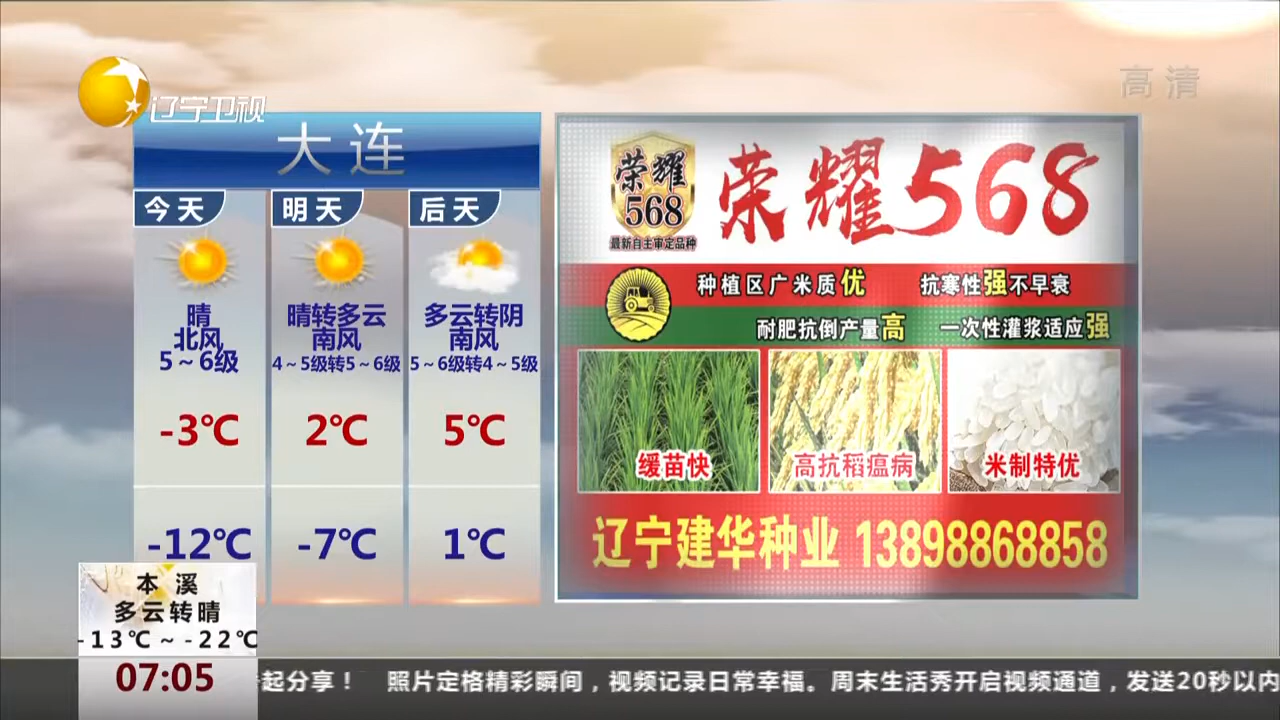 辽宁卫视
高清
大连
今天
晴
北风
5～6级
-3℃
-12℃
明天
晴转多云
南风
4～5级转5～6级
2℃
-7℃
后天
多云转阴
南风
5～6级转4～5级
5℃
1℃
荣耀
568
最新自主审定品种
荣耀568
种植区广米质优 抗寒性强不早衰
耐肥抗倒产量高 一次性灌浆适应强
缓苗快
高抗稻瘟病
米制特优
辽宁建华种业 13898868858
本溪
多云转晴
-13℃～-22℃
07:05
起分享！ 照片定格精彩瞬间，视频记录日常幸福。周末生活秀开启视频通道，发送20秒以内